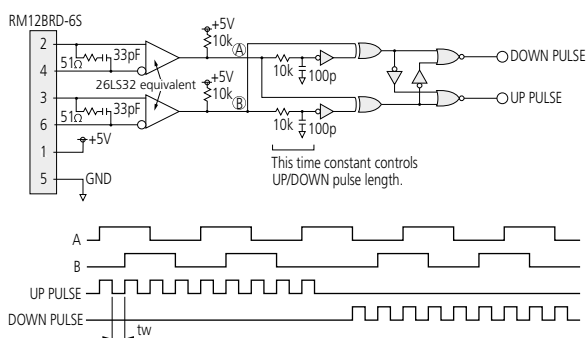 RM12BRD-6S
2
51Ω
33pF
4
3
51Ω
33pF
6
1
+5V
5
GND
26LS32 equivalent
+5V
10k
A
+5V
10k
B
10k
100p
10k
100p
This time constant controls
UP/DOWN pulse length.
DOWN PULSE
UP PULSE
A
B
UP PULSE
DOWN PULSE
tw